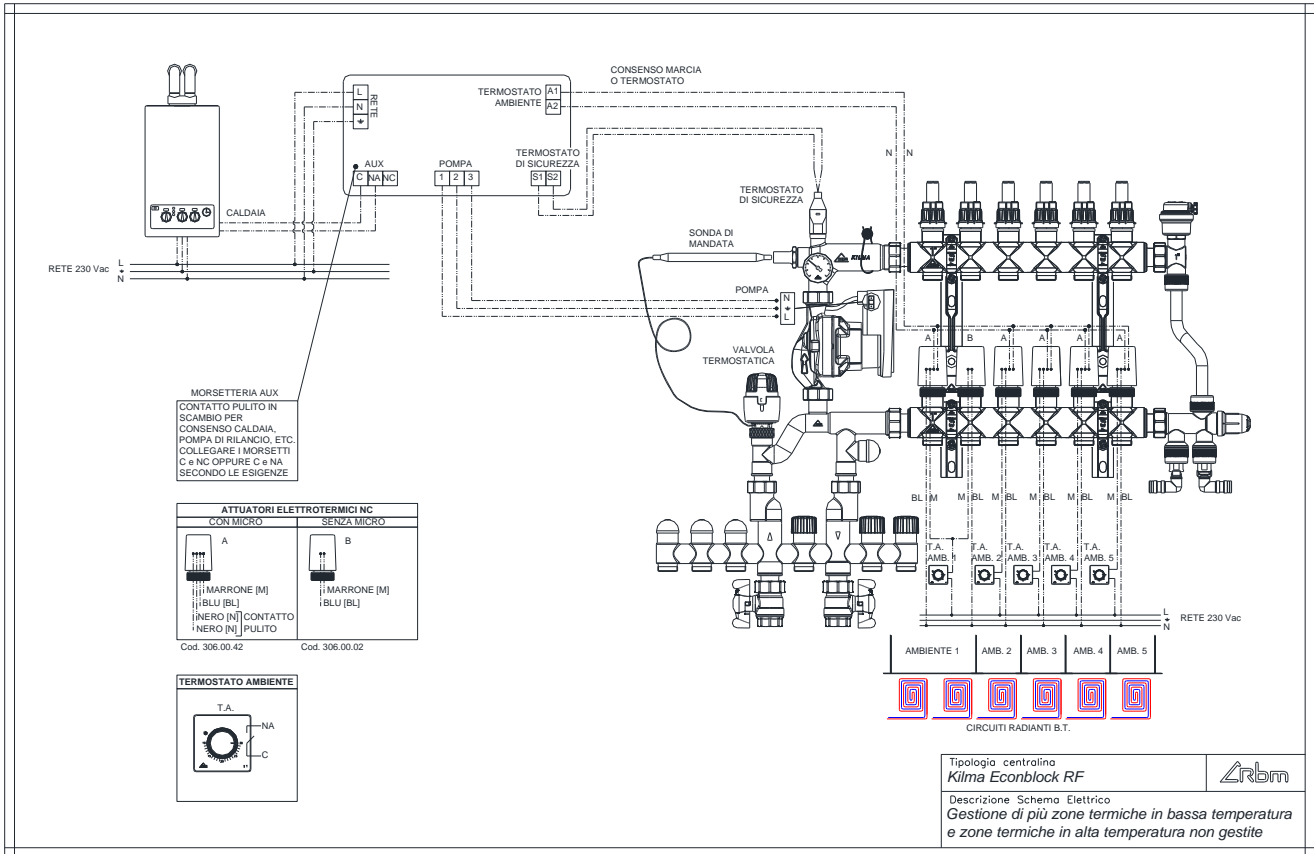 CONSENSO MARCIA
O TERMOSTATO
L
N
RETE
TERMOSTATO
AMBIENTE
A1
A2
AUX
C NA NC
POMPA
1 2 3
TERMOSTATO
DI SICUREZZA
S1 S2
N N
CALDAIA
RETE 230 Vac
L
N
TERMOSTATO
DI SICUREZZA
SONDA DI
MANDATA
KILMA
POMPA
N
L
VALVOLA
TERMOSTATICA
A B A A A A
MORSETTERIA AUX
CONTATTO PULITO IN
SCAMBIO PER
CONSENSO CALDAIA,
POMPA DI RILANCIO, ETC.
COLLEGARE I MORSETTI
C e NC OPPURE C e NA
SECONDO LE ESIGENZE
BL M M BL M BL M BL M BL M BL
ATTUATORI ELETTROTERMICI NC
CON MICRO
SENZA MICRO
A
B
MARRONE [M]
BLU [BL]
NERO [N] CONTATTO
NERO [N] PULITO
MARRONE [M]
BLU [BL]
Cod. 306.00.42
Cod. 306.00.02
T.A. AMB. 1
T.A. AMB. 2
T.A. AMB. 3
T.A. AMB. 4
T.A. AMB. 5
L
N
RETE 230 Vac
AMBIENTE 1 AMB. 2 AMB. 3 AMB. 4 AMB. 5
CIRCUITI RADIANTI B.T.
TERMOSTATO AMBIENTE
T.A.
NA
C
Tipologia centralina
Kilma Econblock RF
rbm
Descrizione Schema Elettrico
Gestione di più zone termiche in bassa temperatura
e zone termiche in alta temperatura non gestite